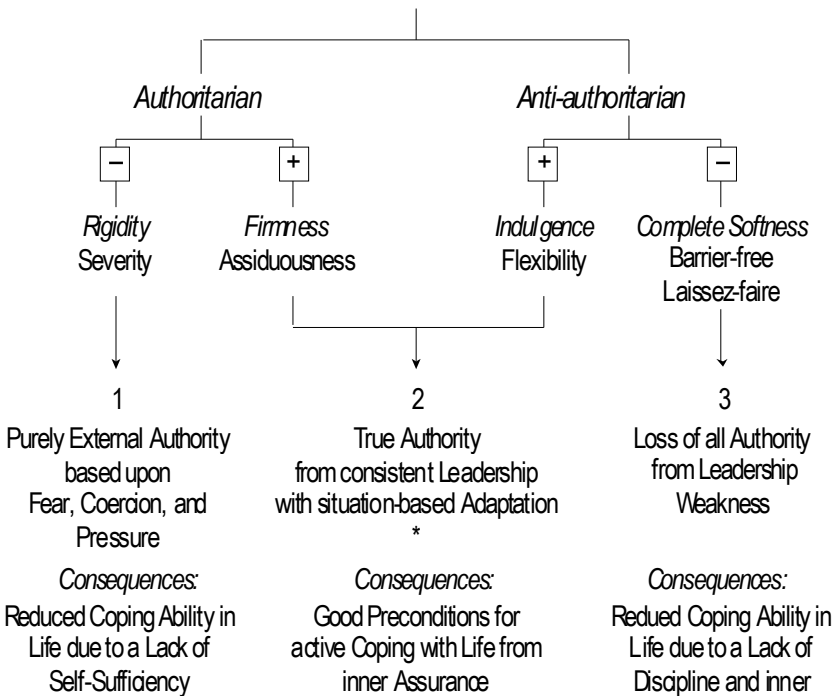 Authoritarian
Anti-authoritarian
–
+
+
–
Rigidity
Severity
Firmness
Assiduousness
Indulgence
Flexibility
Complete Softness
Barrier-free
Laissez-faire
1
Purely External Authority
based upon
Fear, Coercion, and
Pressure
Consequences:
Reduced Coping Ability in
Life due to a Lack of
Self-Sufficiency
2
True Authority
from consistent Leadership
with situation-based Adaptation
*
Consequences:
Good Preconditions for
active Coping with Life from
inner Assurance
3
Loss of all Authority
from Leadership
Weakness
Consequences:
Redued Coping Ability in
Life due to a Lack of
Discipline and inner